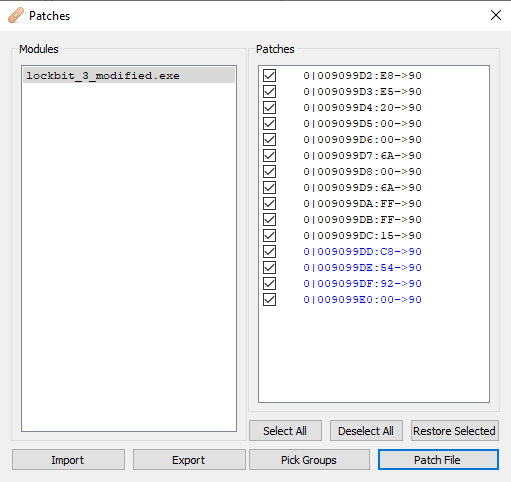 Patches
Modules
Patches
lockbit_3_modified.exe
0|009099D2:E8->90
0|009099D3:E5->90
0|009099D4:20->90
0|009099D5:00->90
0|009099D6:00->90
0|009099D7:6A->90
0|009099D8:00->90
0|009099D9:6A->90
0|009099DA:FF->90
0|009099DB:FF->90
0|009099DC:15->90
0|009099DD:C8->90
0|009099DE:54->90
0|009099DF:92->90
0|009099E0:00->90
Select All
Deselect All
Restore Selected
Import
Export
Pick Groups
Patch File